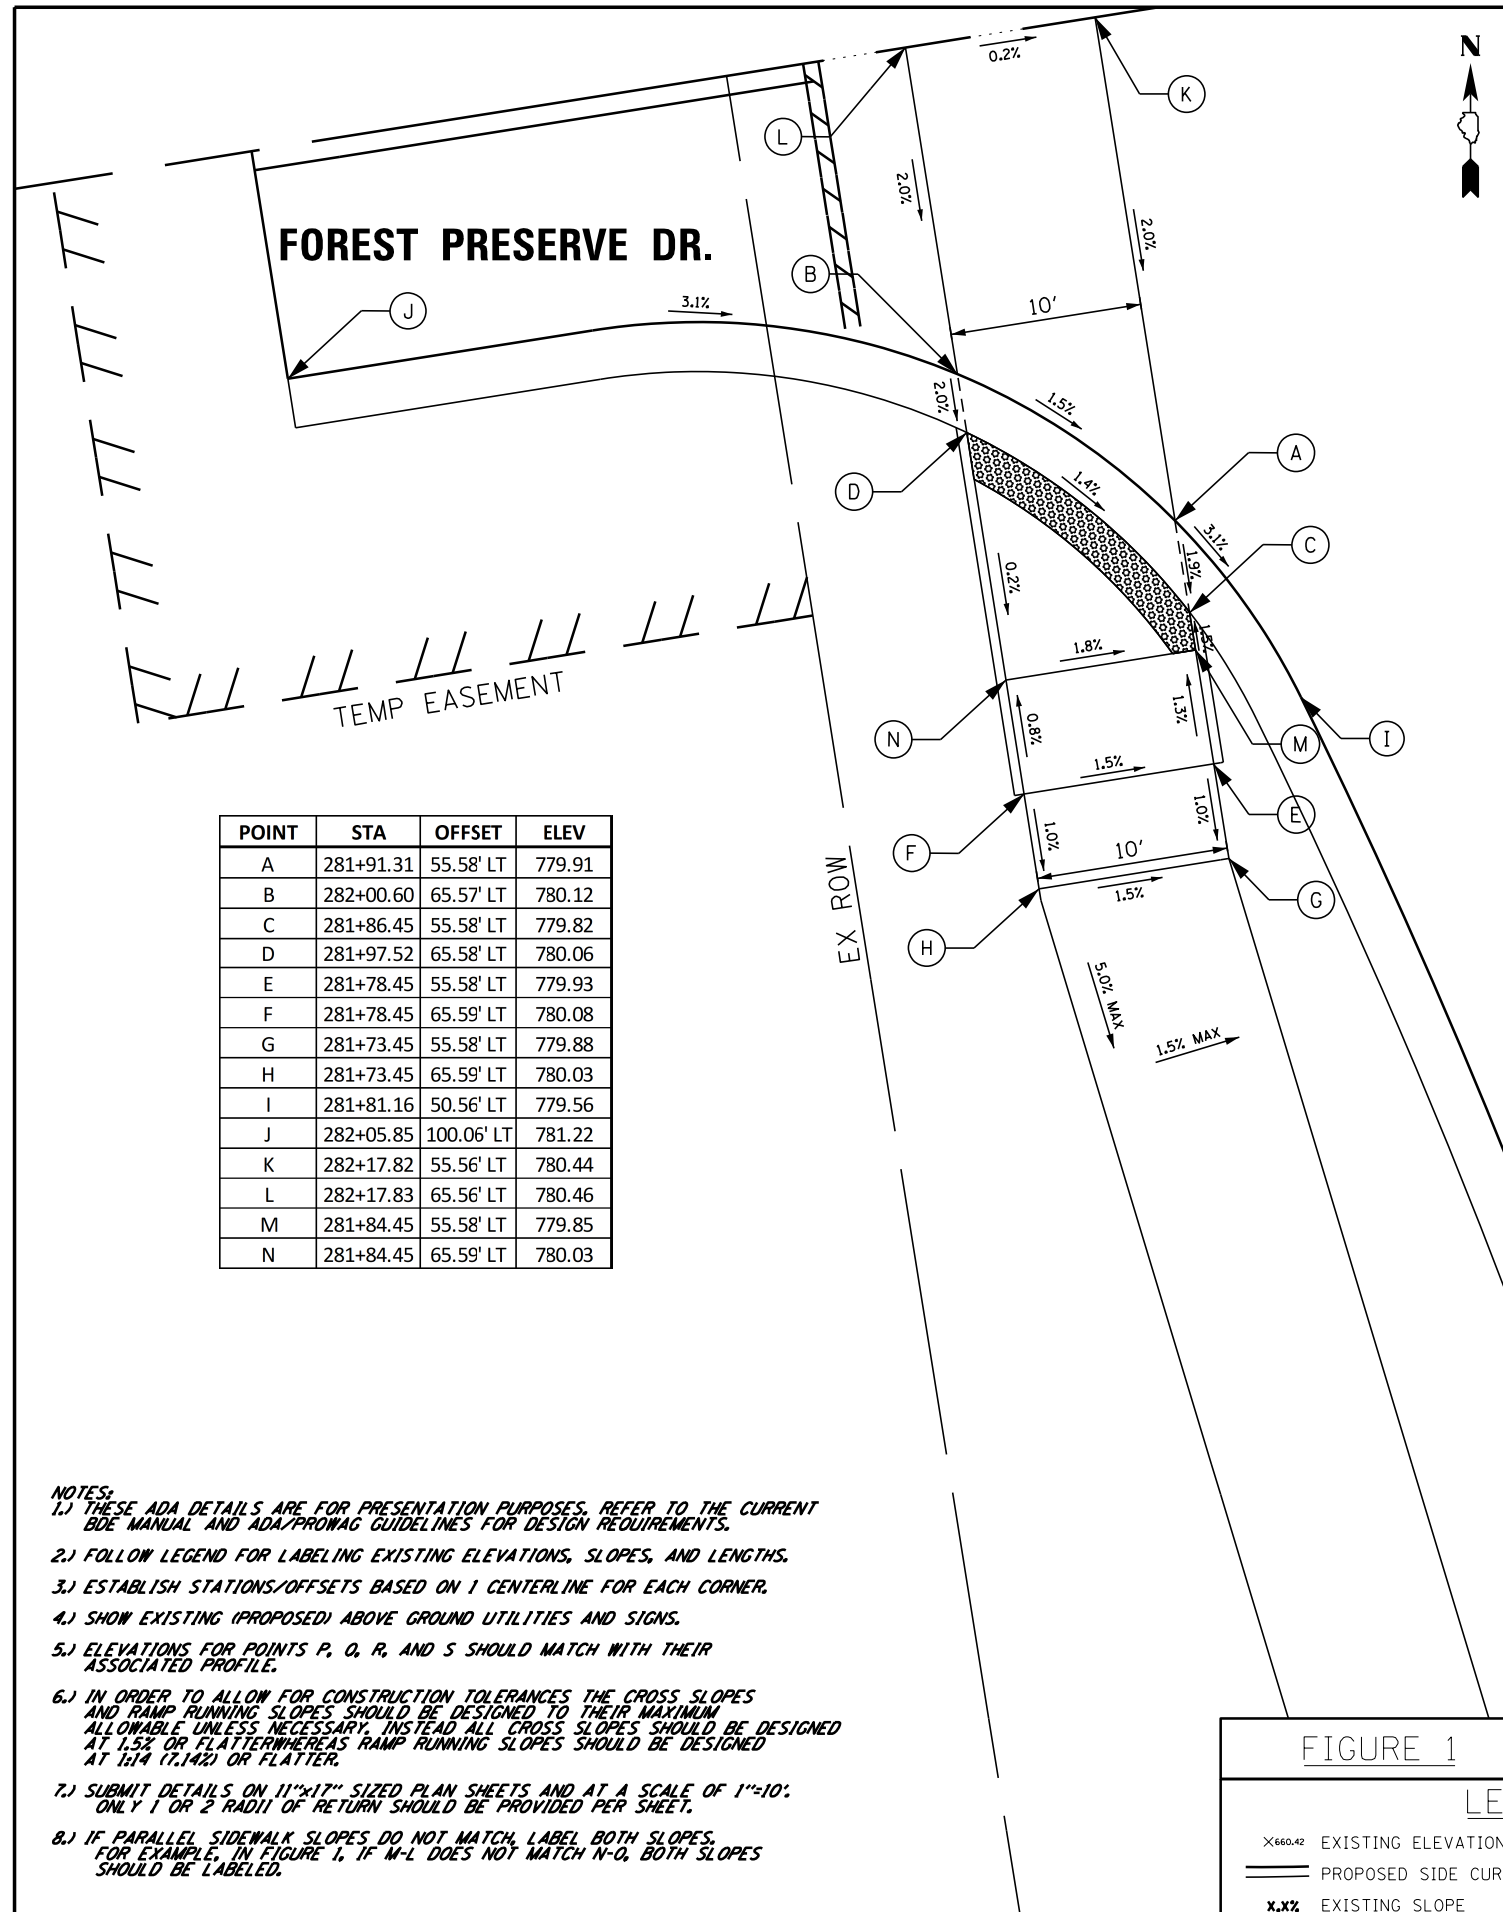 N
0.2%
K
L
2.0%
2.0%
FOREST PRESERVE DR.
B
J
3.1%
10'
2.0%
1.5%
A
D
1.4%
3.1%
C
1.9%
0.2%
1.5%
1.8%
TEMP EASEMENT
1.3%
N
0.8%
M
I
1.5%
1.0%
E
F
1.0%
10'
EX ROW
1.5%
G
H
5.0% MAX
1.5% MAX
POINT STA OFFSET ELEV
A 281+91.31 55.58' LT 779.91
B 282+00.60 65.57' LT 780.12
C 281+86.45 55.58' LT 779.82
D 281+97.52 65.58' LT 780.06
E 281+78.45 55.58' LT 779.93
F 281+78.45 65.59' LT 780.08
G 281+73.45 55.58' LT 779.88
H 281+73.45 65.59' LT 780.03
I 281+81.16 50.56' LT 779.56
J 282+05.85 100.06' LT 781.22
K 282+17.82 55.56' LT 780.44
L 282+17.83 65.56' LT 780.46
M 281+84.45 55.58' LT 779.85
N 281+84.45 65.59' LT 780.03
NOTES:
1.) THESE ADA DETAILS ARE FOR PRESENTATION PURPOSES. REFER TO THE CURRENT
BDE MANUAL AND ADA/PROWAG GUIDELINES FOR DESIGN REQUIREMENTS.
2.) FOLLOW LEGEND FOR LABELING EXISTING ELEVATIONS, SLOPES, AND LENGTHS.
3.) ESTABLISH STATIONS/OFFSETS BASED ON 1 CENTERLINE FOR EACH CORNER.
4.) SHOW EXISTING (PROPOSED) ABOVE GROUND UTILITIES AND SIGNS.
5.) ELEVATIONS FOR POINTS P, Q, R, AND S SHOULD MATCH WITH THEIR
ASSOCIATED PROFILE.
6.) IN ORDER TO ALLOW FOR CONSTRUCTION TOLERANCES THE CROSS SLOPES
AND RAMP RUNNING SLOPES SHOULD BE DESIGNED TO THEIR MAXIMUM
ALLOWABLE UNLESS NECESSARY. INSTEAD ALL CROSS SLOPES SHOULD BE DESIGNED
AT 1.5% OR FLATTERWHEREAS RAMP RUNNING SLOPES SHOULD BE DESIGNED
AT 1:14 (7.14%) OR FLATTER.
7.) SUBMIT DETAILS ON 11"x17" SIZED PLAN SHEETS AND AT A SCALE OF 1"=10'.
ONLY 1 OR 2 RADII OF RETURN SHOULD BE PROVIDED PER SHEET.
8.) IF PARALLEL SIDEWALK SLOPES DO NOT MATCH, LABEL BOTH SLOPES.
FOR EXAMPLE, IN FIGURE 1, IF M-L DOES NOT MATCH N-O, BOTH SLOPES
SHOULD BE LABELED.
FIGURE 1
LE
×660.42 EXISTING ELEVATION
PROPOSED SIDE CUR
X.X% EXISTING SLOPE